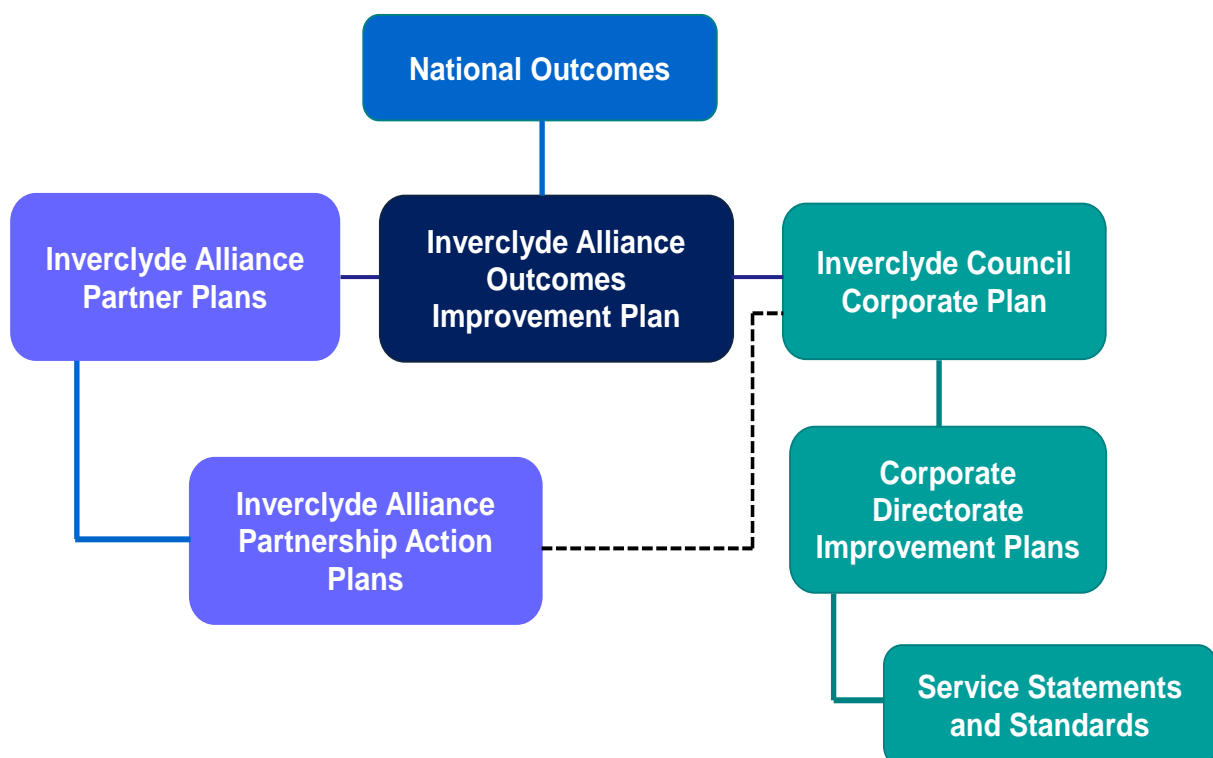 National Outcomes
Inverclyde Alliance
Partner Plans
Inverclyde Alliance
Outcomes
Improvement Plan
Inverclyde Council
Corporate Plan
Inverclyde Alliance
Partnership Action
Plans
Corporate
Directorate
Improvement Plans
Service Statements
and Standards